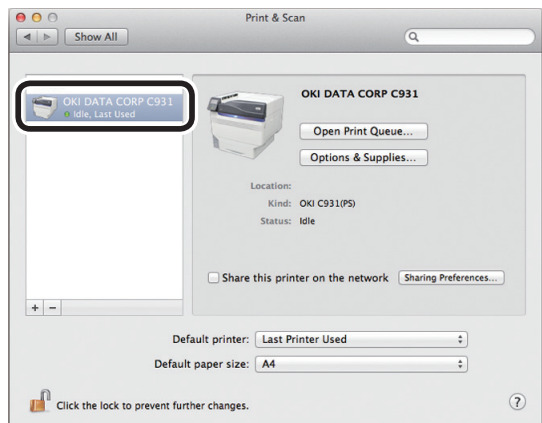 Print & Scan
Show All
OKI DATA CORP C931
Idle, Last Used
OKI DATA CORP C931
Open Print Queue...
Options & Supplies...
Location:
Kind: OKI C931(PS)
Status: Idle
Share this printer on the network Sharing Preferences...
+ −
Default printer: Last Printer Used
Default paper size: A4
Click the lock to prevent further changes.
?